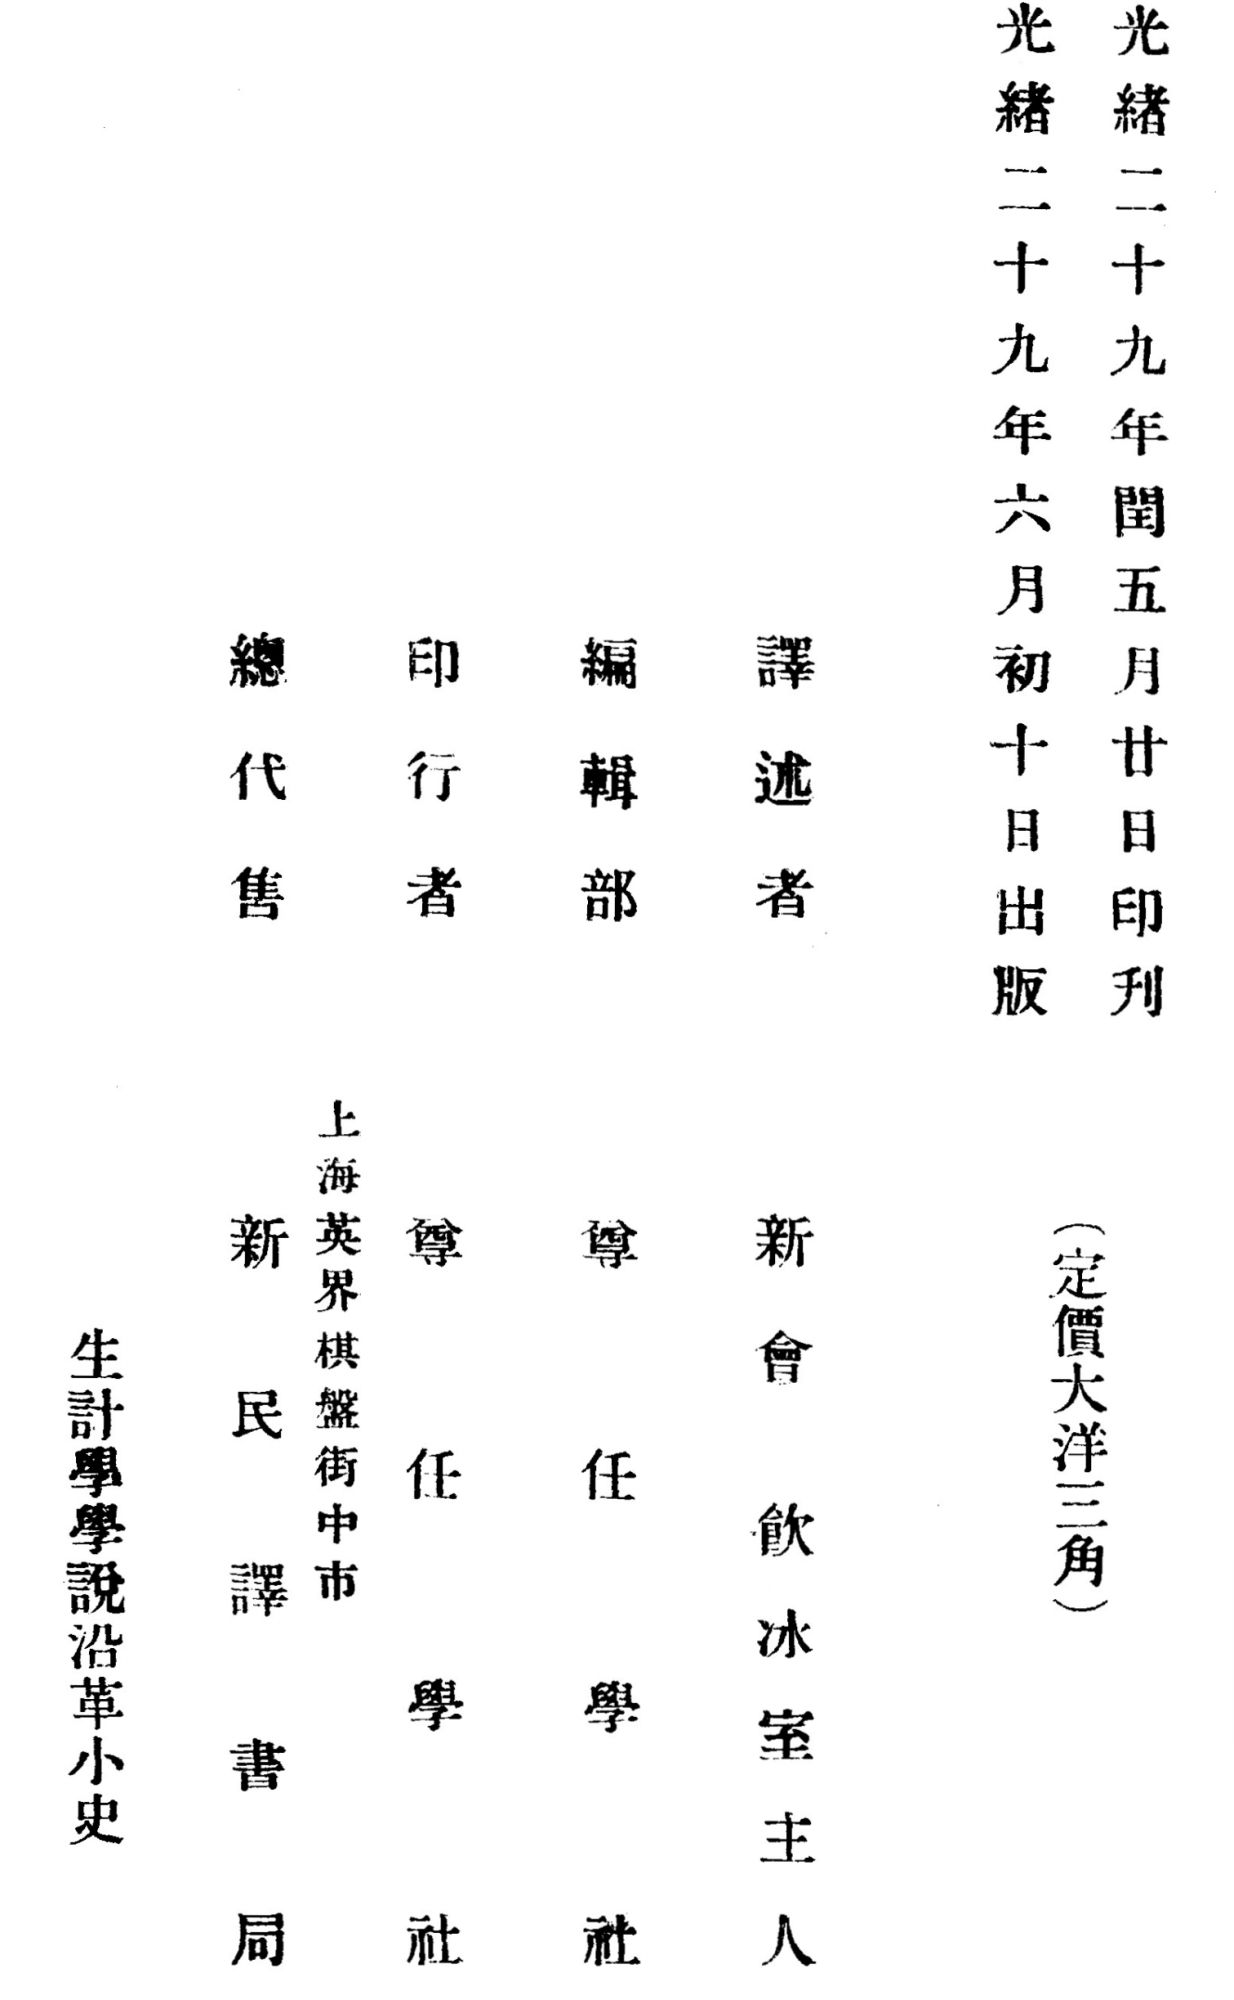 光緒二十九年閏五月廿日印刊
光緒二十九年六月初十日出版
（定價大洋三角）
譯述者　新會　飮冰室主人
編輯部　尊任學社
印行者　尊任學社
上海英界棋盤街中市
總代售　新民譯書局
生計學學說沿革小史